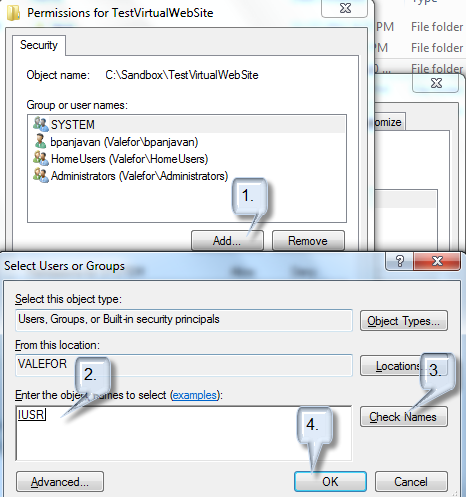 Permissions for TestVirtualWebSite
Type
Security
PM File folder
Object name: C:\Sandbox\TestVirtualWebSite
PM File folder
0 ... File folder
Group or user names:
SYSTEM
omize
bpanjavan (Valefor\bpanjavan)
HomeUsers (Valefor\HomeUsers)
Administrators (Valefor\Administrators)
1.
Add...
Remove
Select Users or Groups
?
Select this object type:
Users, Groups, or Built-in security principals
Object Types...
From this location:
VALEFOR
Locations...
2.
3.
Enter the object names to select (examples):
IUSR
Check Names
4.
Advanced...
OK
Cancel